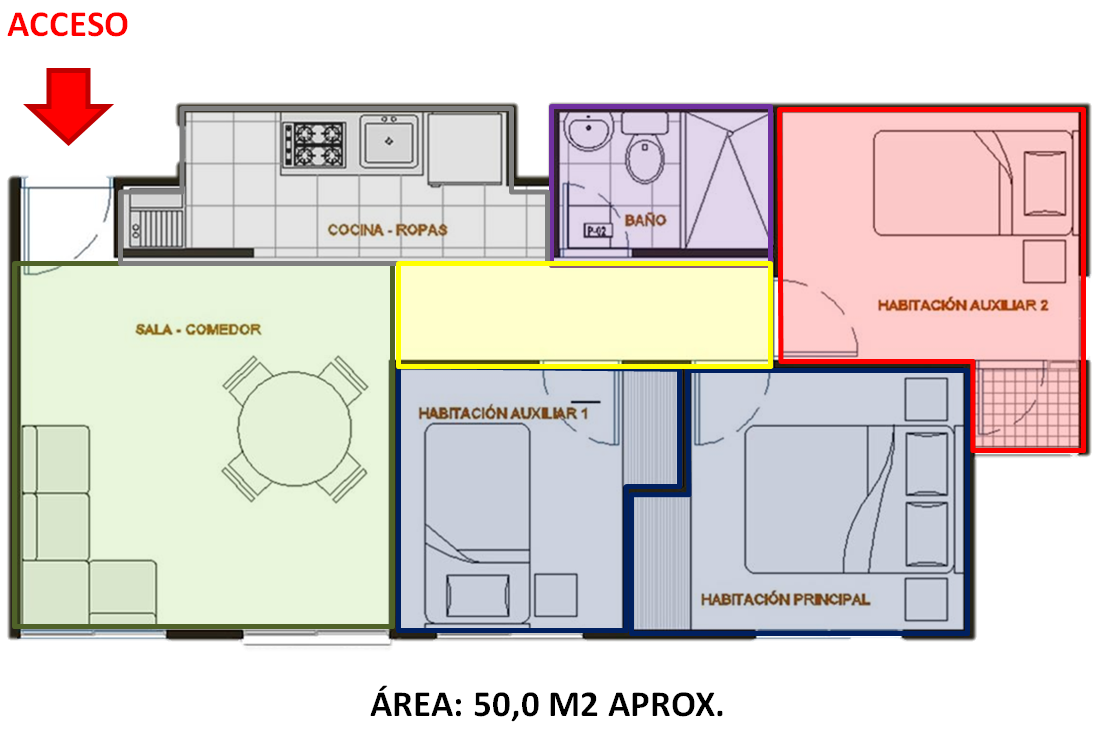 ACCESO
COCINA - ROPAS
BAÑO
P-02
HABITACIÓN AUXILIAR 2
SALA - COMEDOR
HABITACIÓN AUXILIAR 1
HABITACIÓN PRINCIPAL
ÁREA: 50,0 M2 APROX.